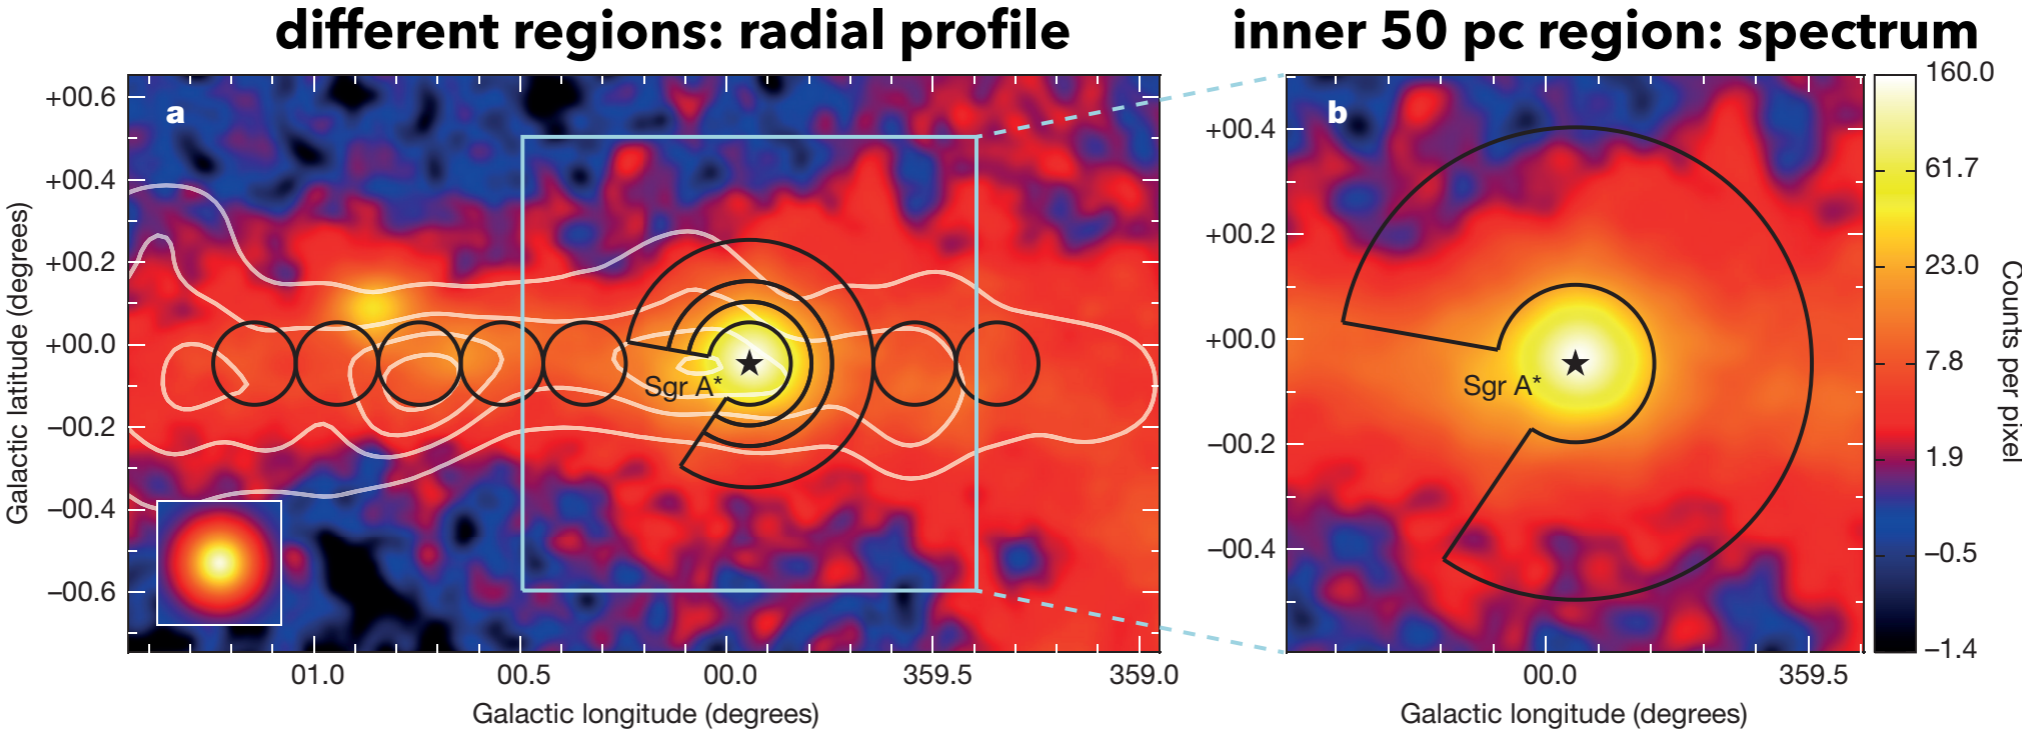 different regions: radial profile
inner 50 pc region: spectrum
a
+00.6
+00.4
+00.2
+00.0
−00.2
−00.4
−00.6
Galactic latitude (degrees)
Sgr A*
01.0
00.5
00.0
359.5
359.0
Galactic longitude (degrees)
b
+00.4
+00.2
+00.0
−00.2
−00.4
Sgr A*
00.0
359.5
Galactic longitude (degrees)
160.0
61.7
23.0
7.8
1.9
−0.5
−1.4
Counts per pixel